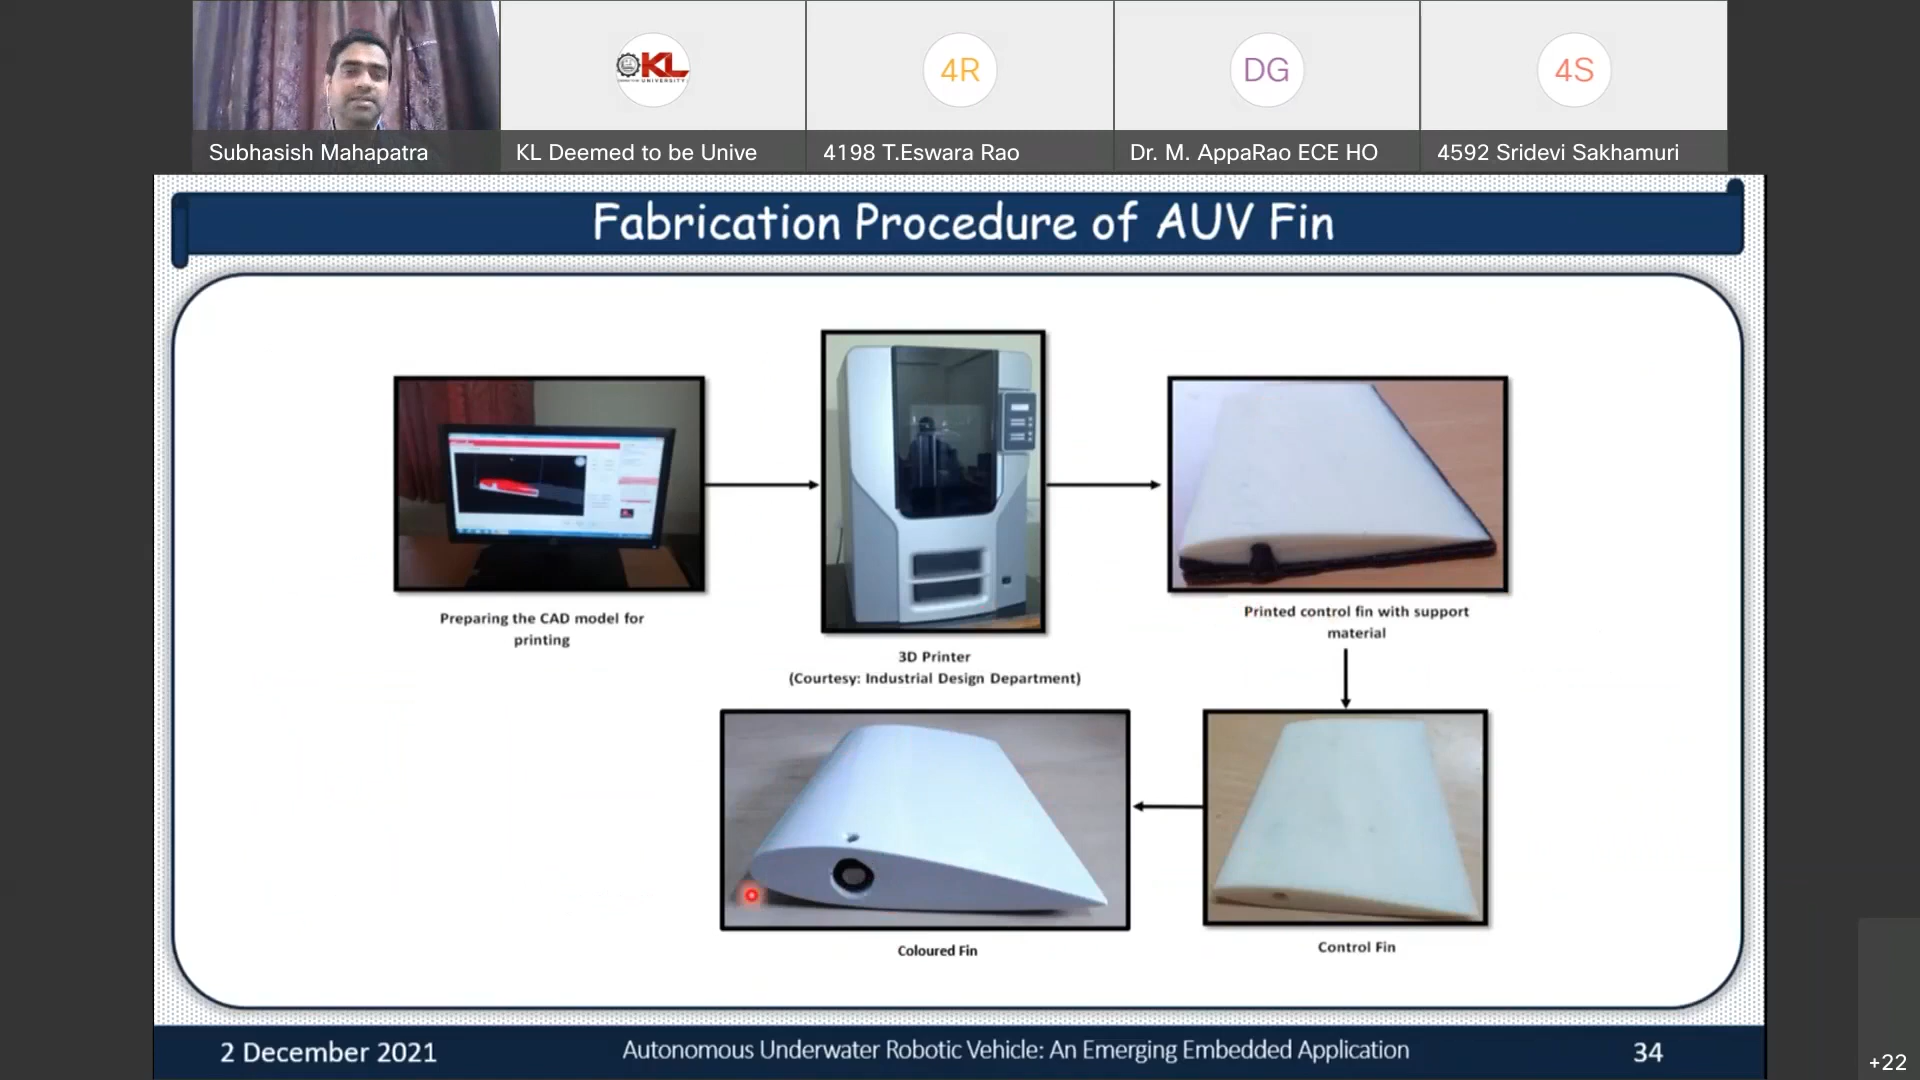 KL
UNIVERSITY
4R
DG
4S
Subhasish Mahapatra
KL Deemed to be Unive
4198 T.Eswara Rao
Dr. M. AppaRao ECE HO
4592 Sridevi Sakhamuri
Fabrication Procedure of AUV Fin
Preparing the CAD model for
printing
3D Printer
(Courtesy: Industrial Design Department)
Printed control fin with support
material
Coloured Fin
Control Fin
2 December 2021
Autonomous Underwater Robotic Vehicle: An Emerging Embedded Application
34
+22